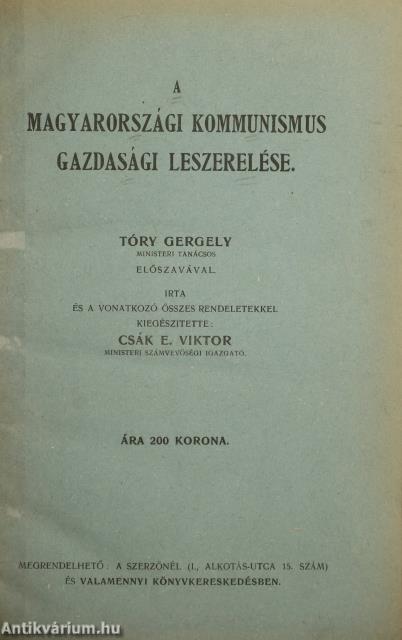 A
MAGYARORSZÁGI KOMMUNISMUS
GAZDASÁGI LESZERELÉSE.
TÓRY GERGELY
MINISTERI TANÁCSOS
ELŐSZAVÁVAL.
IRTA
ÉS A VONATKOZÓ ÖSSZES RENDELETEKKEL
KIEGÉSZITETTE:
CSÁK E. VIKTOR
MINISTERI SZÁMVEVŐSÉGI IGAZGATÓ.
ÁRA 200 KORONA.
MEGRENDELHETŐ: A SZERZŐNÉL (I., ALKOTÁS-UTCA 15. SZÁM)
ÉS VALAMENNYI KÖNYVKERESKEDÉSBEN.
Antikvárium.hu